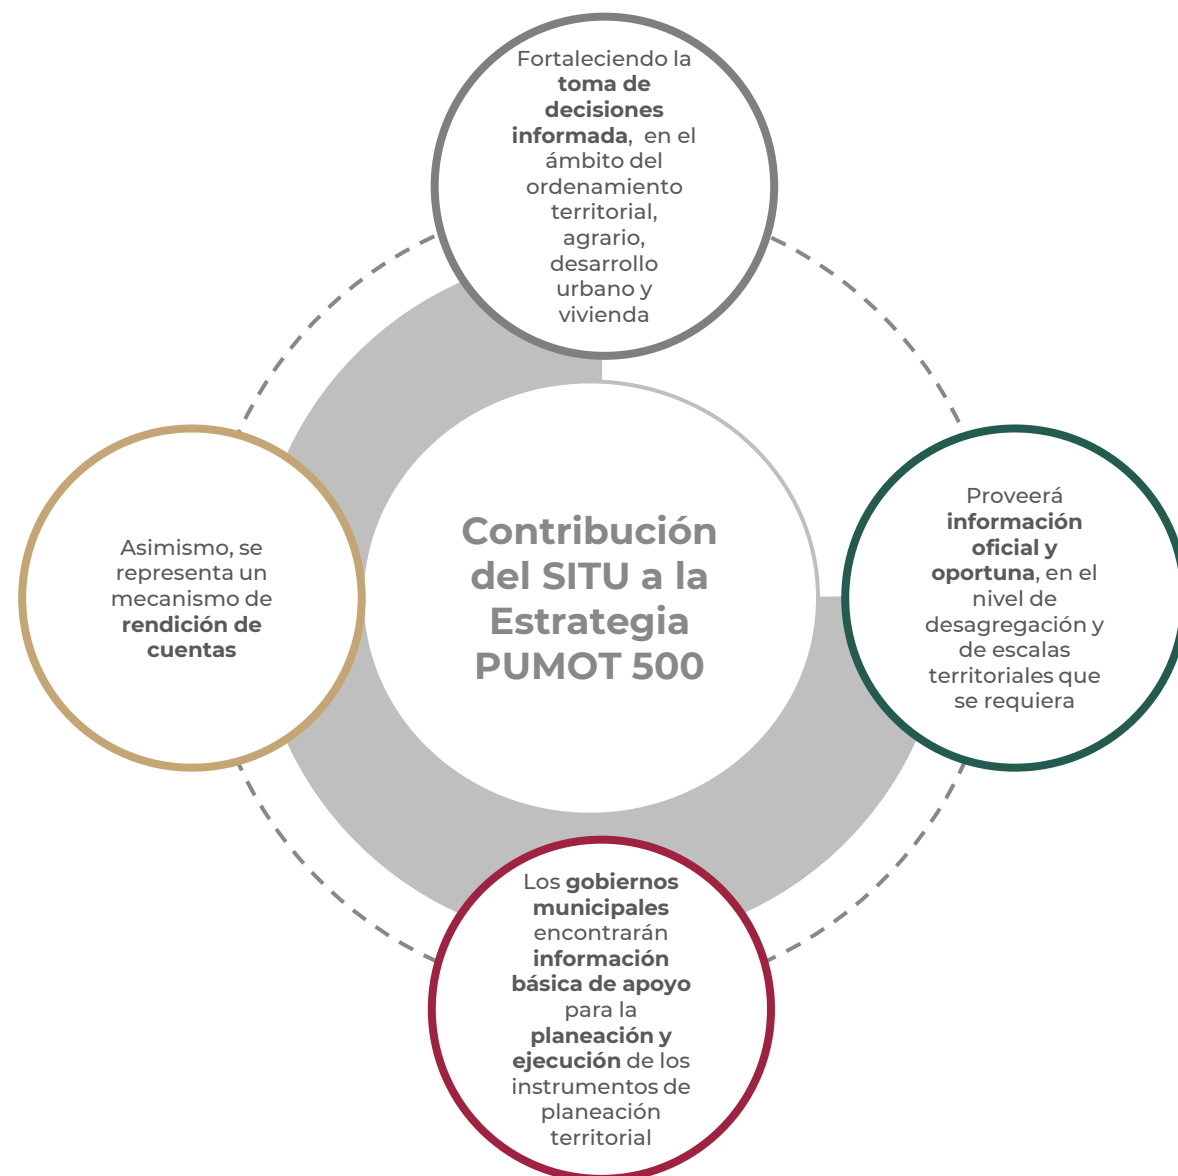 Fortaleciendo la
toma de
decisiones
informada, en el
ámbito del
ordenamiento
territorial,
agrario,
desarrollo
urbano y
vivienda
Contribución
del SITU a la
Estrategia
PUMOT 500
Proveerá
información
oficial y
oportuna, en el
nivel de
desagregación y
de escalas
territoriales que
se requiera
Los gobiernos
municipales
encontrarán
información
básica de apoyo
para la
planeación y
ejecución de los
instrumentos de
planeación
territorial
Asimismo, se
representa un
mecanismo de
rendición de
cuentas